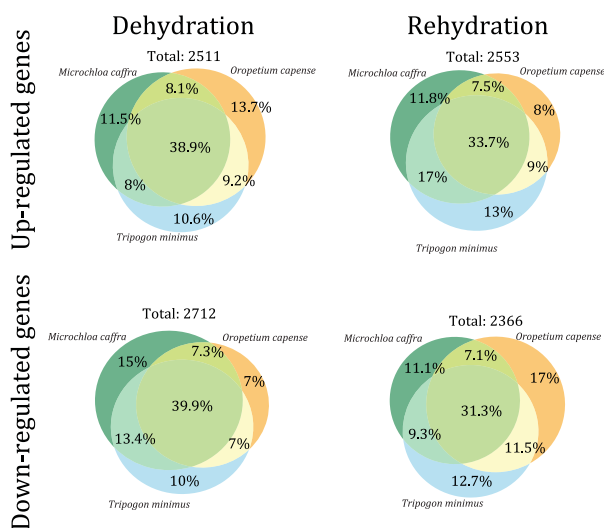 Dehydration
Rehydration
Up-regulated genes
Total: 2511
Microchloa caffra
Oropetium capense
8.1%
13.7%
11.5%
38.9%
9.2%
8%
10.6%
Tripogon minimus
Total: 2553
Microchloa caffra
Oropetium capense
7.5%
11.8%
8%
33.7%
9%
17%
13%
Tripogon minimus
Down-regulated genes
Total: 2712
Microchloa caffra
Oropetium capense
7.3%
15%
7%
39.9%
13.4%
7%
10%
Tripogon minimus
Total: 2366
Microchloa caffra
Oropetium capense
7.1%
11.1%
17%
31.3%
9.3%
11.5%
12.7%
Tripogon minimus